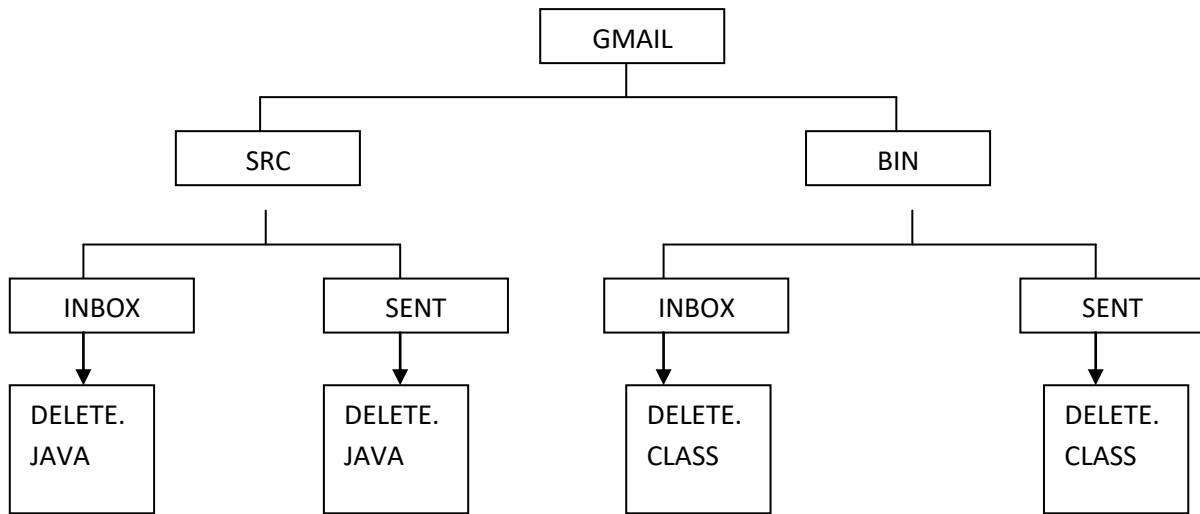 GMAIL
SRC
BIN
INBOX
SENT
INBOX
SENT
DELETE.
JAVA
DELETE.
JAVA
DELETE.
CLASS
DELETE.
CLASS